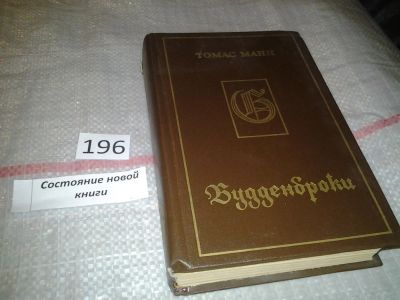 ТОМАС МАНН
Б
Будденброки
196
Состояние новой
книги